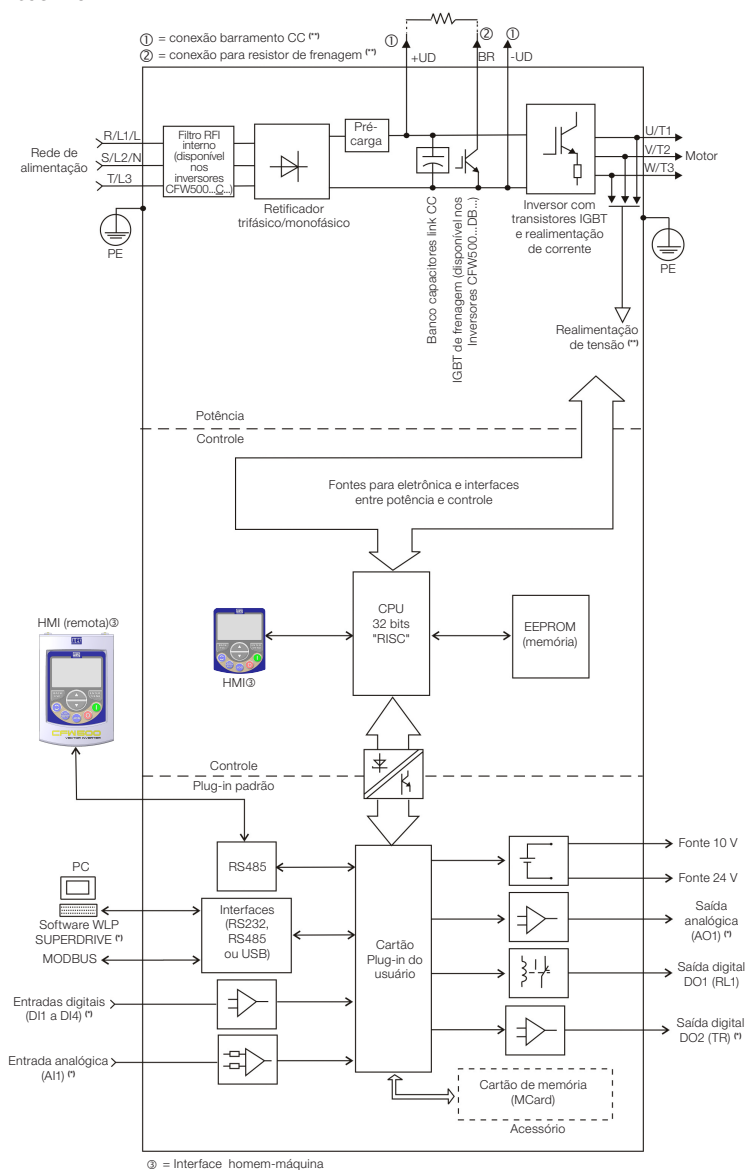 ① = conexão barramento CC (**)
② = conexão para resistor de frenagem (**)
① ② ①
+UD BR -UD
Rede de
alimentação
R/L1/L
S/L2/N
T/L3
PE
Filtro RFI
interno
(disponível
nos
inversores
CFW500...C...)
Retificador
trifásico/monofásico
Pré-
carga
Banco capacitores link CC
IGBT de frenagem (disponível nos
Inversores CFW500...DB...)
Inversor com
transistores IGBT
e realimentação
de corrente
U/T1
V/T2
W/T3
Motor
PE
Realimentação
de tensão (**)
Potência
Controle
Fontes para eletrônica e interfaces
entre potência e controle
CPU
32 bits
"RISC"
EEPROM
(memória)
HMI③
HMI (remota)③
CFW500
VECTOR INVERTER
Controle
Plug-in padrão
RS485
PC
Software WLP
SUPERDRIVE (*)
MODBUS
Interfaces
(RS232,
RS485
ou USB)
Entradas digitais
(DI1 a DI4) (*)
Entrada analógica
(AI1) (*)
Cartão
Plug-in do
usuário
Fonte 10 V
Fonte 24 V
Saída
analógica
(AO1) (*)
Saída digital
DO1 (RL1)
Saída digital
DO2 (TR) (*)
Cartão de memória
(MCard)
Acessório
③ = Interface homem-máquina